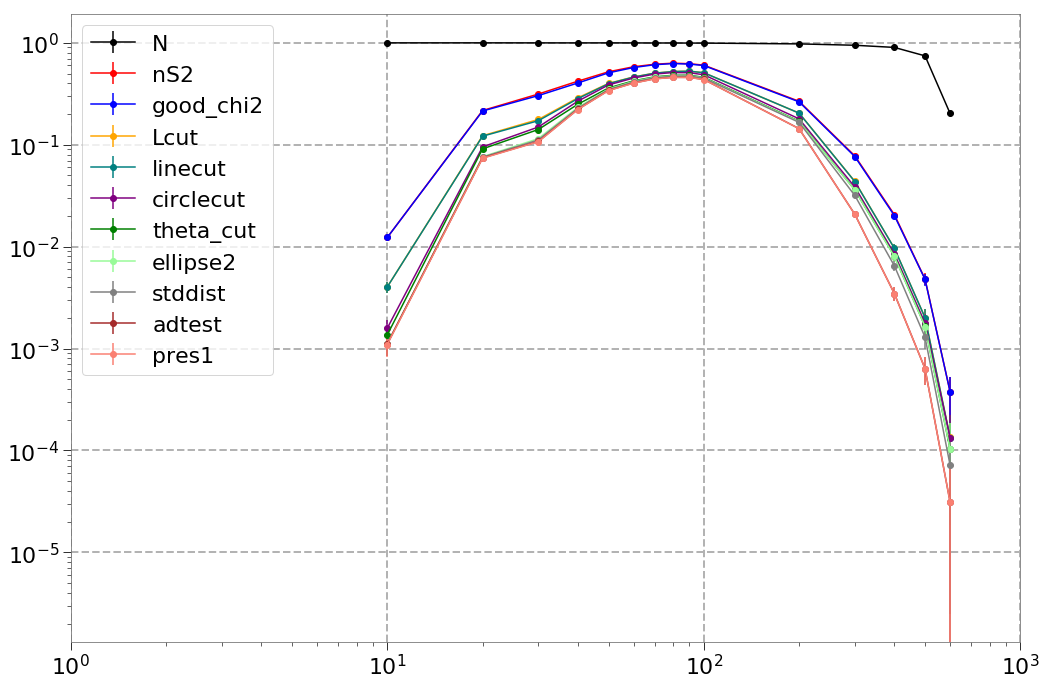 N
nS2
good_chi2
Lcut
linecut
circlecut
theta_cut
ellipse2
stddist
adtest
pres1
10⁰
10⁻¹
10⁻²
10⁻³
10⁻⁴
10⁻⁵
10⁰ 10¹ 10² 10³